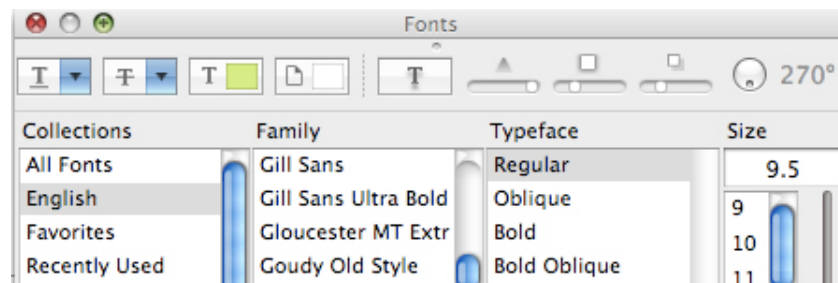 Fonts
T T T T 270°
Collections Family Typeface Size
All Fonts Gill Sans Regular 9.5
English Gill Sans Ultra Bold Oblique 9
Favorites Gloucester MT Extr Bold 10
Recently Used Goudy Old Style Bold Oblique 11